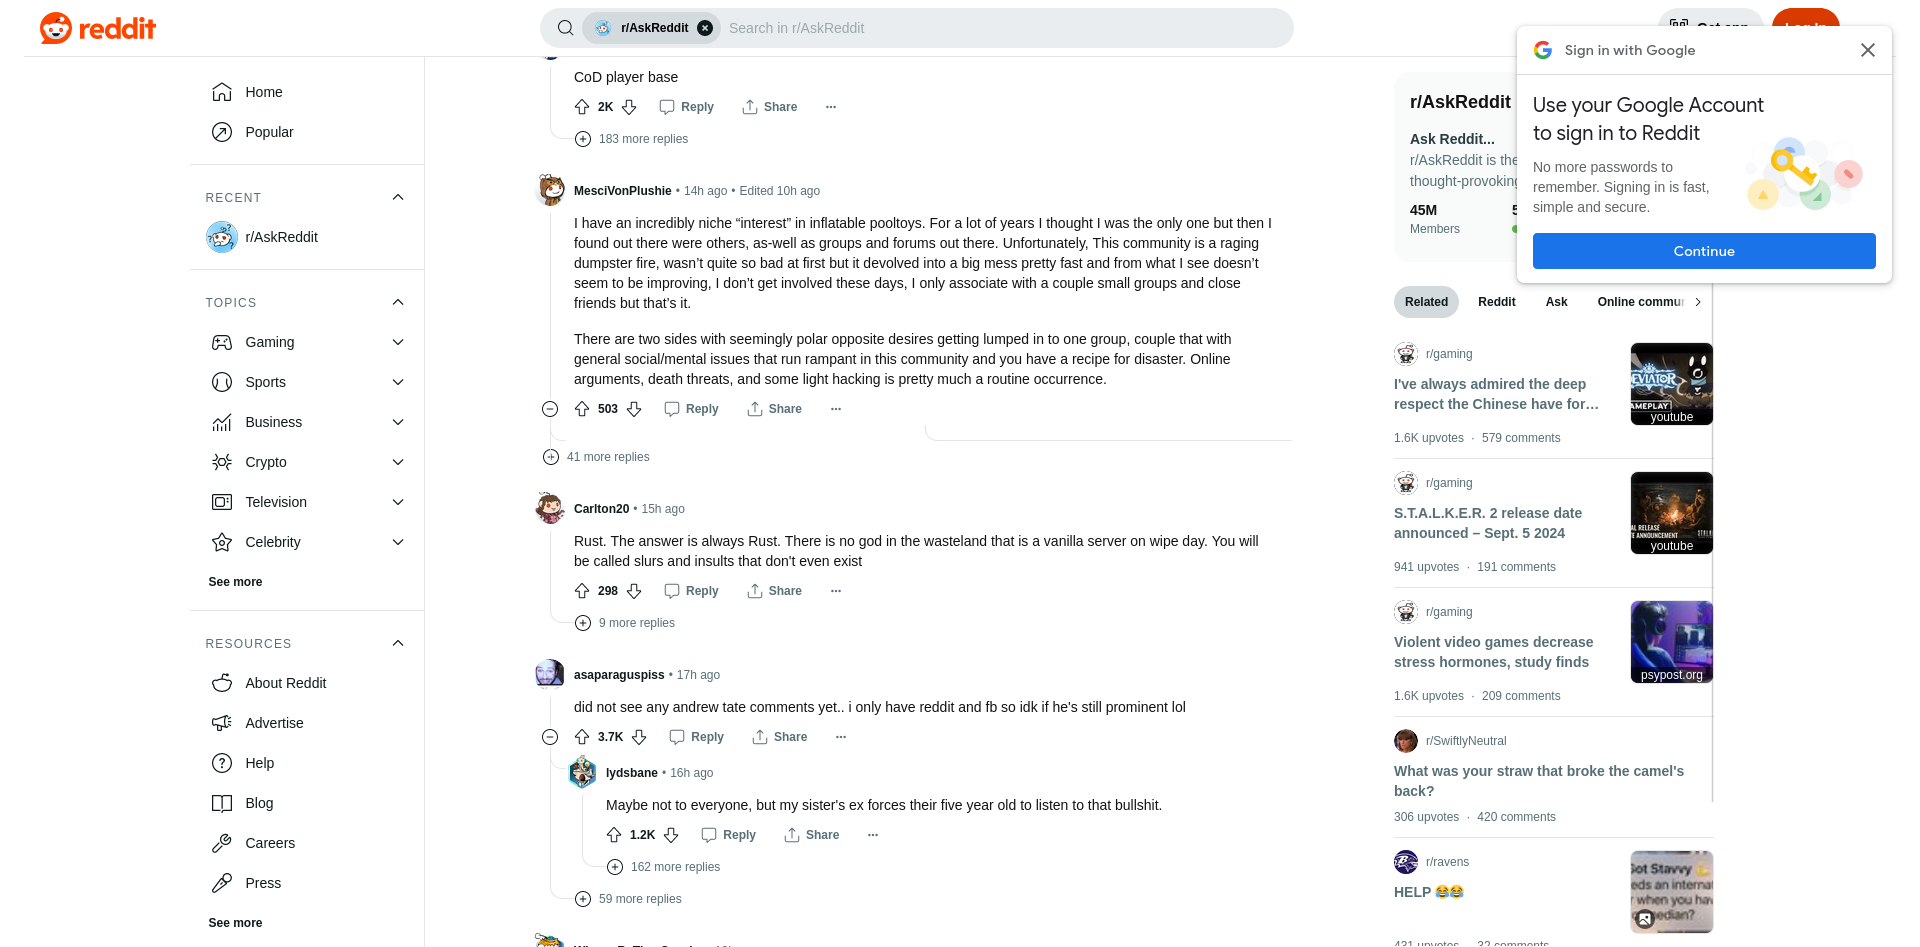 reddit
r/AskReddit
Search in r/AskReddit
Sign in with Google
Use your Google Account
to sign in to Reddit
No more passwords to
remember. Signing in is fast,
simple and secure.
Continue
Home
Popular
RECENT
r/AskReddit
TOPICS
Gaming
Sports
Business
Crypto
Television
Celebrity
See more
RESOURCES
About Reddit
Advertise
Help
Blog
Careers
Press
See more
CoD player base
2K Reply Share
183 more replies
MesciVonPlushie • 14h ago • Edited 10h ago
I have an incredibly niche “interest” in inflatable pooltoys. For a lot of years I thought I was the only one but then I
found out there were others, as-well as groups and forums out there. Unfortunately, This community is a raging
dumpster fire, wasn’t quite so bad at first but it devolved into a big mess pretty fast and from what I see doesn’t
seem to be improving, I don’t get involved these days, I only associate with a couple small groups and close
friends but that’s it.
There are two sides with seemingly polar opposite desires getting lumped in to one group, couple that with
general social/mental issues that run rampant in this community and you have a recipe for disaster. Online
arguments, death threats, and some light hacking is pretty much a routine occurrence.
503 Reply Share
41 more replies
Carlton20 • 15h ago
Rust. The answer is always Rust. There is no god in the wasteland that is a vanilla server on wipe day. You will
be called slurs and insults that don't even exist
298 Reply Share
9 more replies
asaparaguspiss • 17h ago
did not see any andrew tate comments yet.. i only have reddit and fb so idk if he's still prominent lol
3.7K Reply Share
lydsbane • 16h ago
Maybe not to everyone, but my sister's ex forces their five year old to listen to that bullshit.
1.2K Reply Share
162 more replies
59 more replies
r/AskReddit
Ask Reddit...
r/AskReddit is the
thought-provoking
45M
Members
Related Reddit Ask Online commun
r/gaming
I've always admired the deep
respect the Chinese have for…
youtube
1.6K upvotes · 579 comments
r/gaming
S.T.A.L.K.E.R. 2 release date
announced – Sept. 5 2024
youtube
941 upvotes · 191 comments
r/gaming
Violent video games decrease
stress hormones, study finds
psypost.org
1.6K upvotes · 209 comments
r/SwiftlyNeutral
What was your straw that broke the camel's
back?
306 upvotes · 420 comments
r/ravens
HELP 😂😂
Got Stavvy
eds an internat
when you hav
median?
431 upvotes · 32 comments